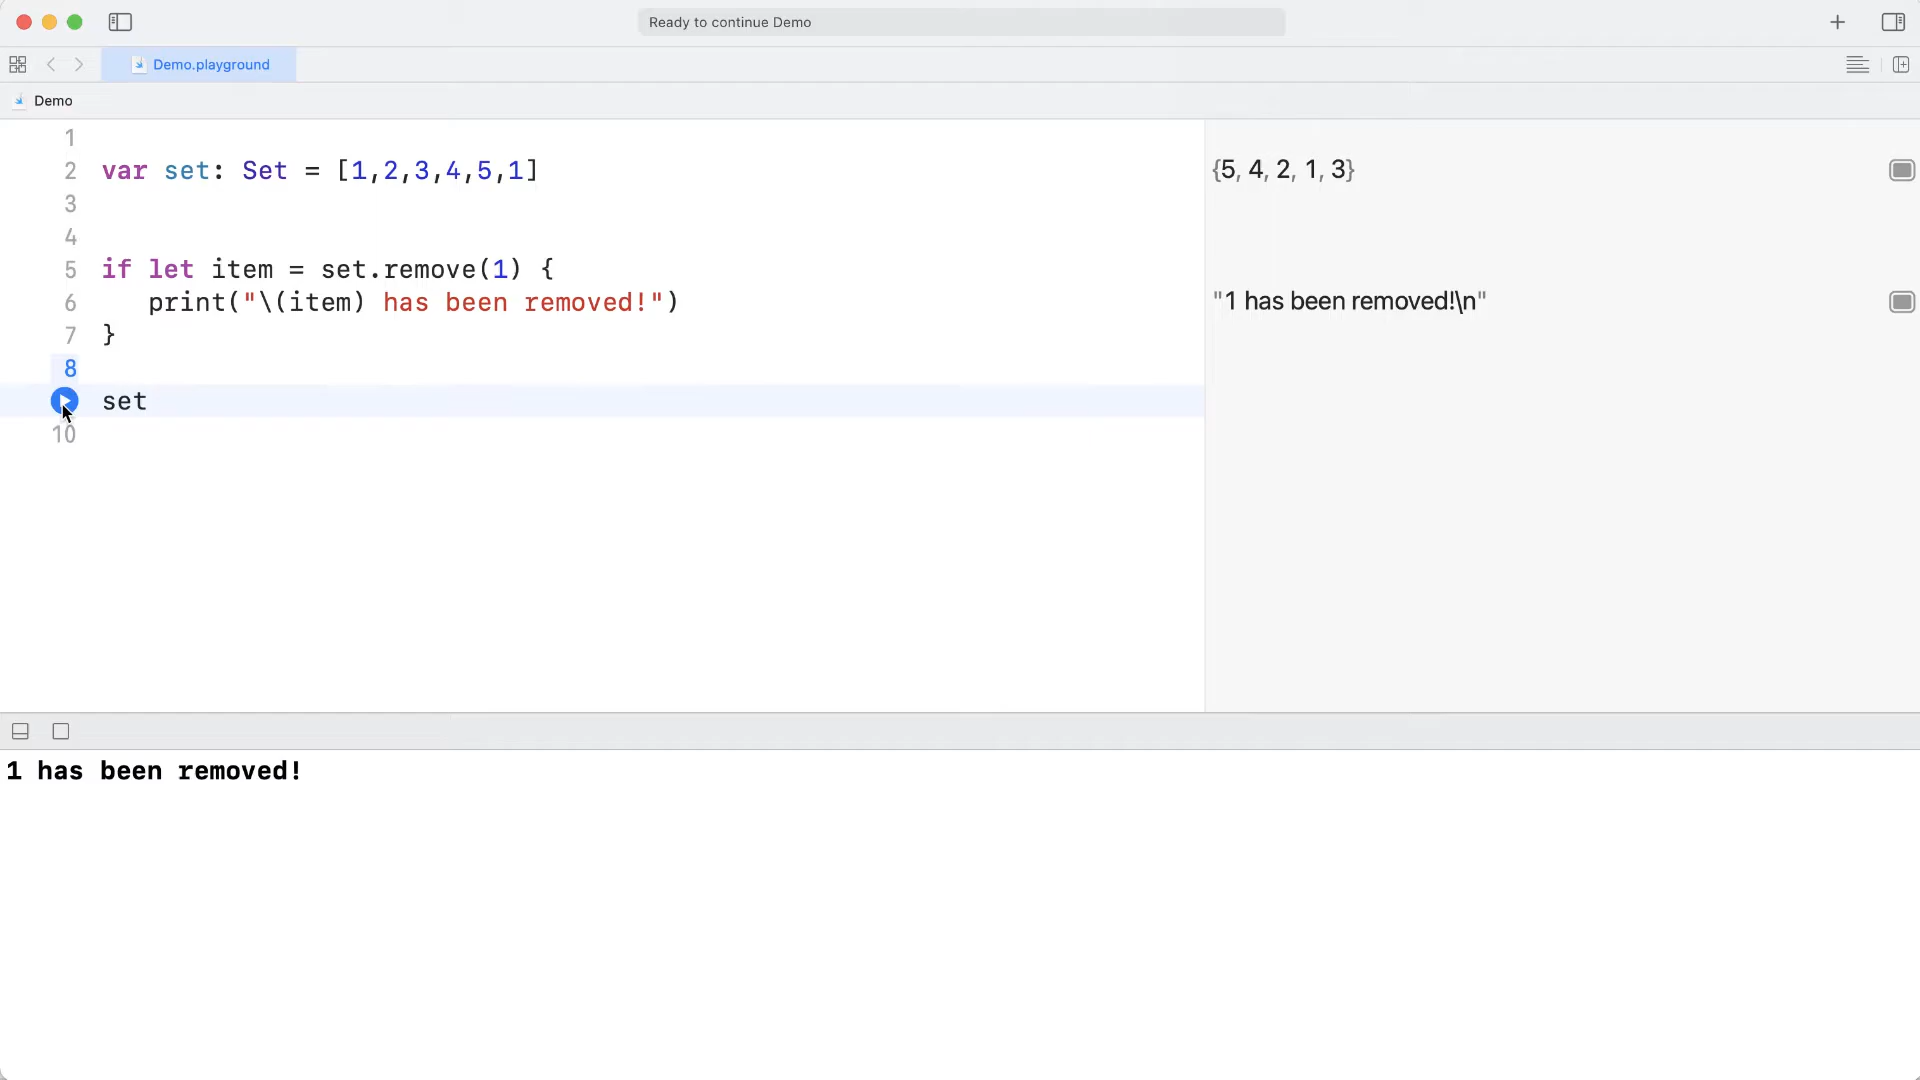 Ready to continue Demo
Demo.playground
Demo
1
2 var set: Set = [1,2,3,4,5,1] {5, 4, 2, 1, 3}
3
4
5 if let item = set.remove(1) {
6 print("\(item) has been removed!") "1 has been removed!\n"
7 }
8
set
10
1 has been removed!